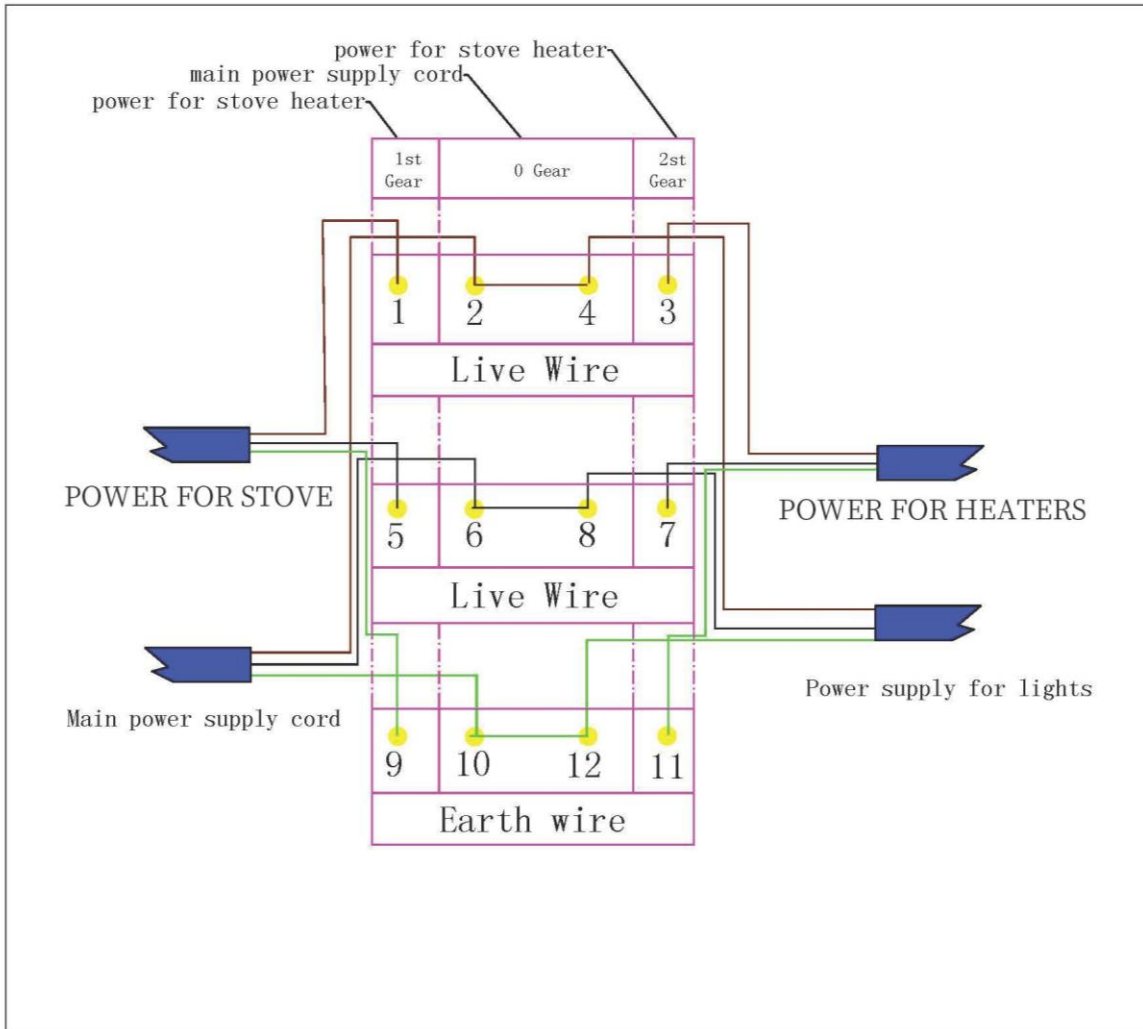 power for stove heater
main power supply cord
power for stove heater
1st
Gear
0 Gear
2st
Gear
1 2 4 3
Live Wire
POWER FOR STOVE
POWER FOR HEATERS
5 6 8 7
Live Wire
Main power supply cord
Power supply for lights
9 10 12 11
Earth wire